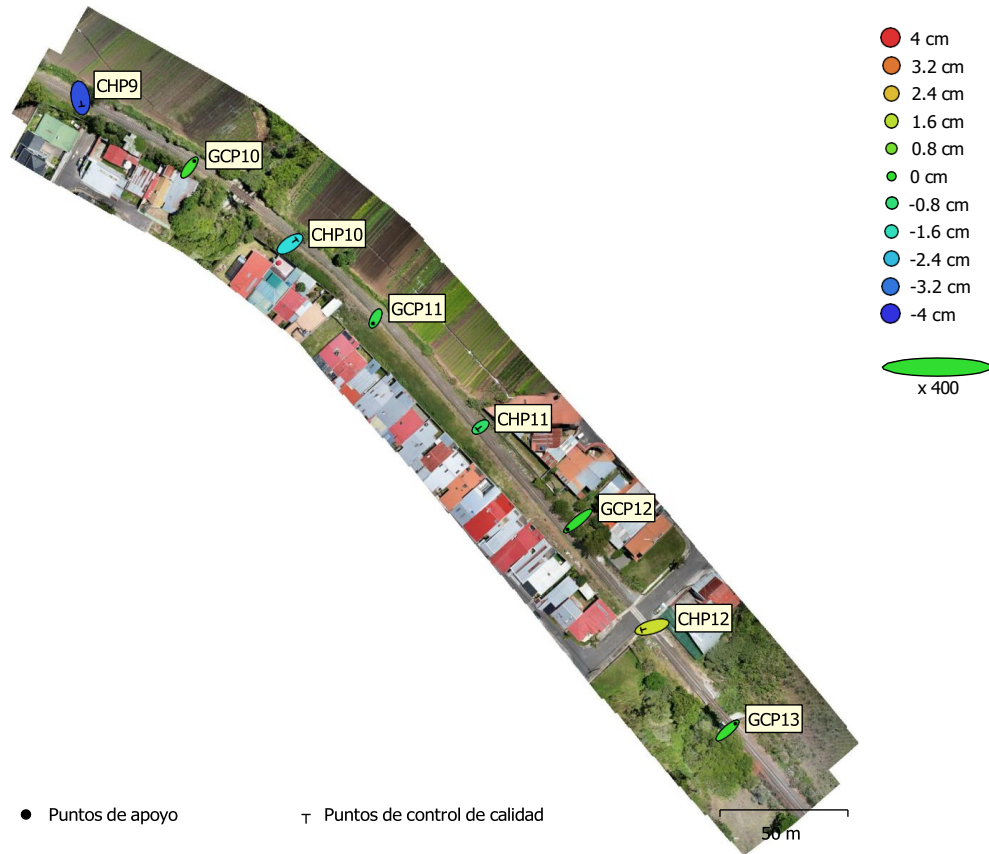 CHP9
GCP10
CHP10
GCP11
CHP11
GCP12
CHP12
GCP13
4 cm
3.2 cm
2.4 cm
1.6 cm
0.8 cm
0 cm
-0.8 cm
-1.6 cm
-2.4 cm
-3.2 cm
-4 cm
x 400
Puntos de apoyo
Puntos de control de calidad
50 m